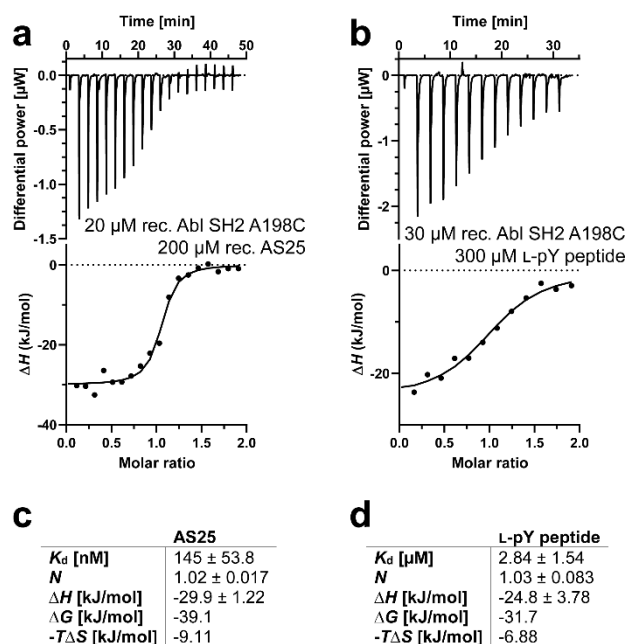 a
Time [min]
0 10 20 30 40 50
Differential power [µW]
0.0
-0.5
-1.0
-1.5
20 µM rec. Abl SH2 A198C
200 µM rec. AS25
ΔH (kJ/mol)
0
-20
-40
0.0 0.5 1.0 1.5 2.0
Molar ratio
b
Time [min]
0 10 20 30
Differential power [µW]
0
-1
-2
30 µM rec. Abl SH2 A198C
300 µM L-pY peptide
ΔH (kJ/mol)
0
-20
0.0 0.5 1.0 1.5 2.0
Molar ratio
c
AS25
Kd [nM] 145 ± 53.8
N 1.02 ± 0.017
ΔH [kJ/mol] -29.9 ± 1.22
ΔG [kJ/mol] -39.1
-TΔS [kJ/mol] -9.11
d
L-pY peptide
Kd [µM] 2.84 ± 1.54
N 1.03 ± 0.083
ΔH [kJ/mol] -24.8 ± 3.78
ΔG [kJ/mol] -31.7
-TΔS [kJ/mol] -6.88